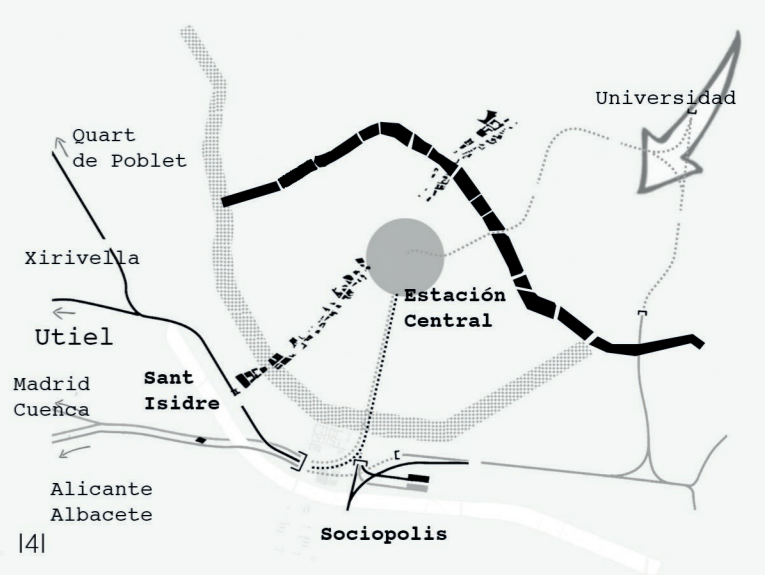 Universidad
Quart
de Poblet
Xirivella
Estación
Central
Utiel
Sant
Isidre
Madrid
Cuenca
Alicante
Albacete
Sociopolis
|4|